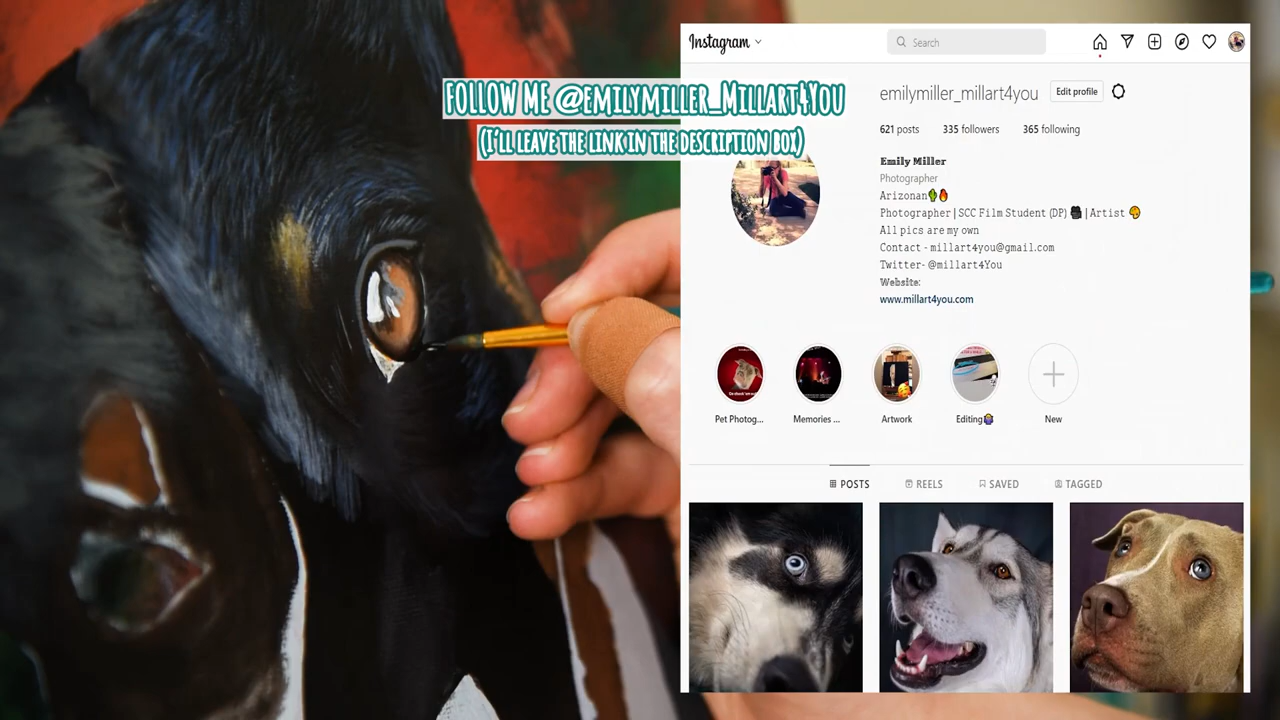 Instagram
Search
FOLLOW ME @EMILYMILLER_MILLART4YOU
(I'LL LEAVE THE LINK IN THE DESCRIPTION BOX)
emilymiller_millart4you
Edit profile
621 posts 335 followers 365 following
Emily Miller
Photographer
Arizonan🌵🔥
Photographer | SCC Film Student (DP) 🎥 | Artist 🎨
All pics are my own
Contact - millart4you@gmail.com
Twitter- @millart4You
Website:
www.millart4you.com
Pet Photog... Memories ... Artwork Editing🤷‍♀️ New
POSTS REELS SAVED TAGGED